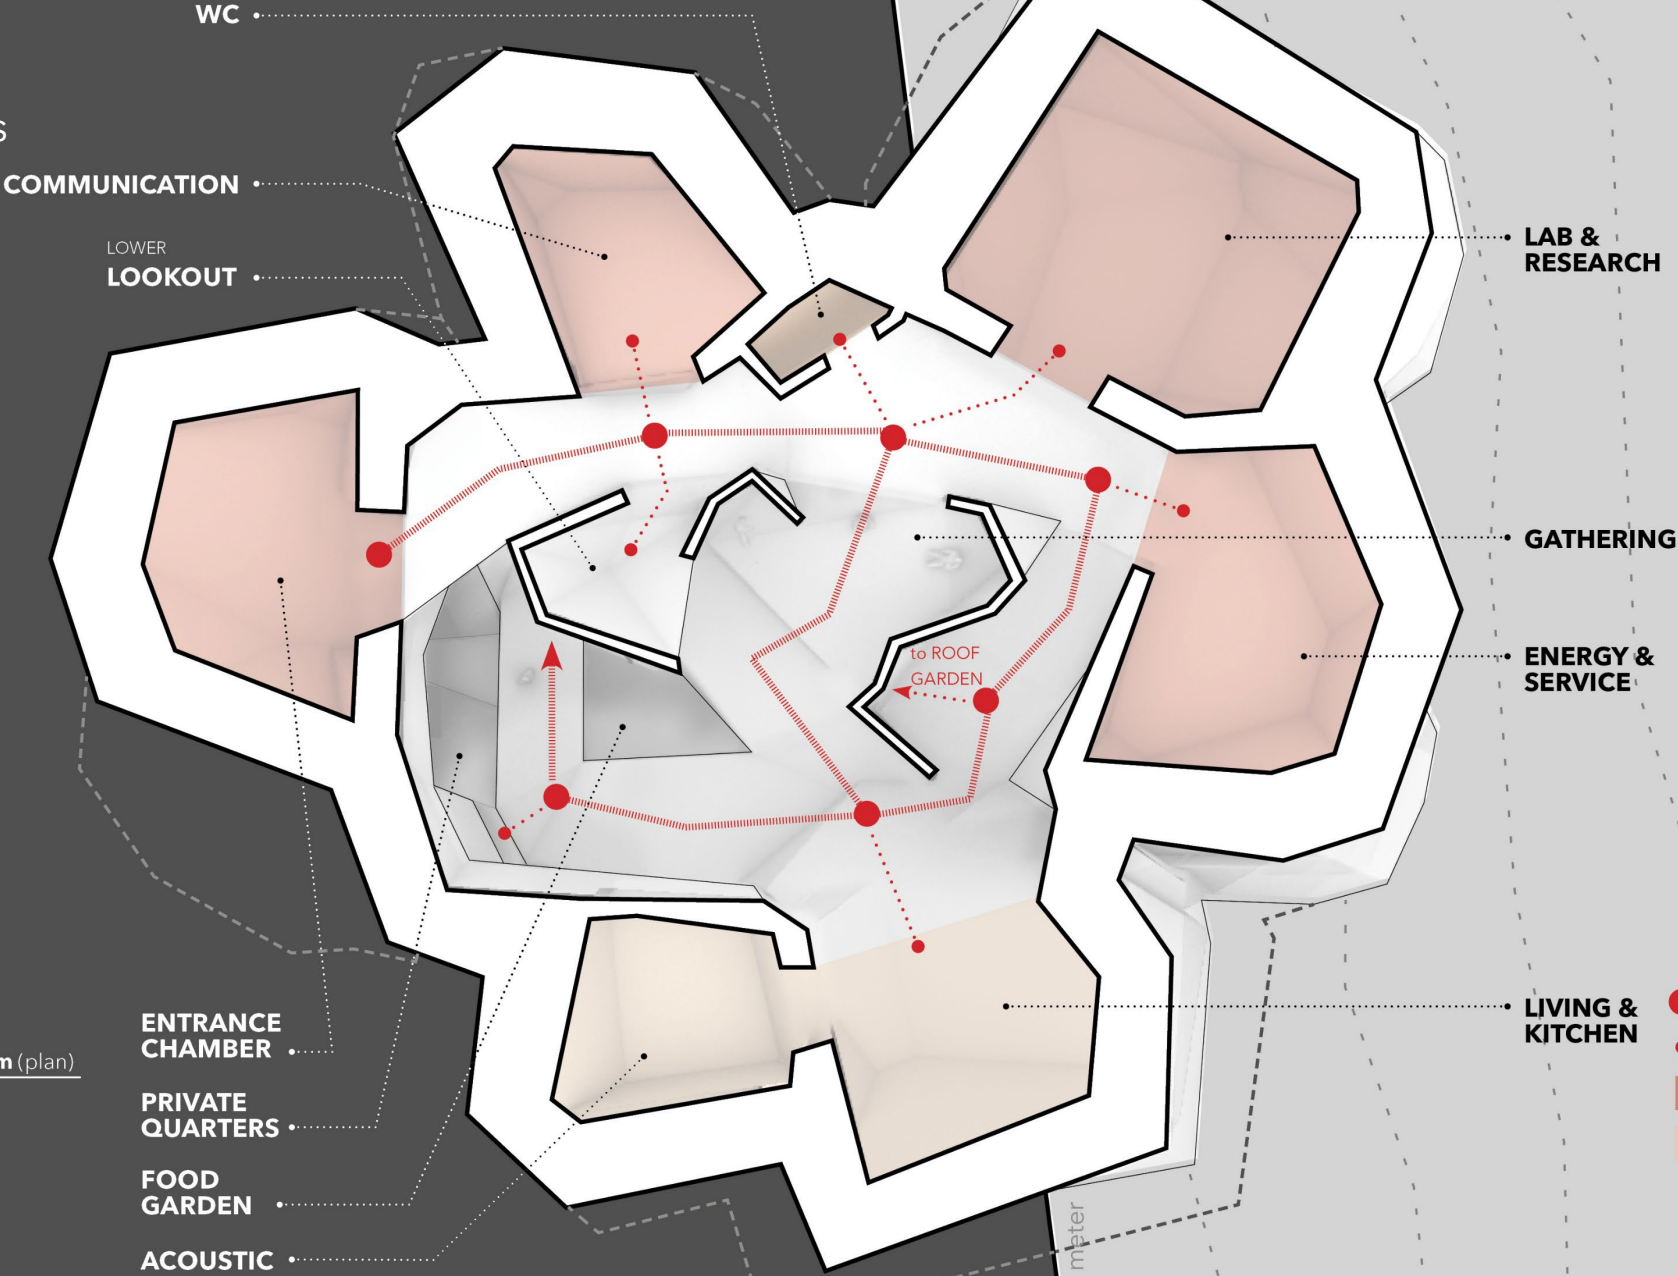 WC
S
COMMUNICATION
LOWER
LOOKOUT
LAB &
RESEARCH
GATHERING
to ROOF
GARDEN
ENERGY &
SERVICE
LIVING &
KITCHEN
ENTRANCE
CHAMBER
m (plan)
PRIVATE
QUARTERS
FOOD
GARDEN
ACOUSTIC
meter